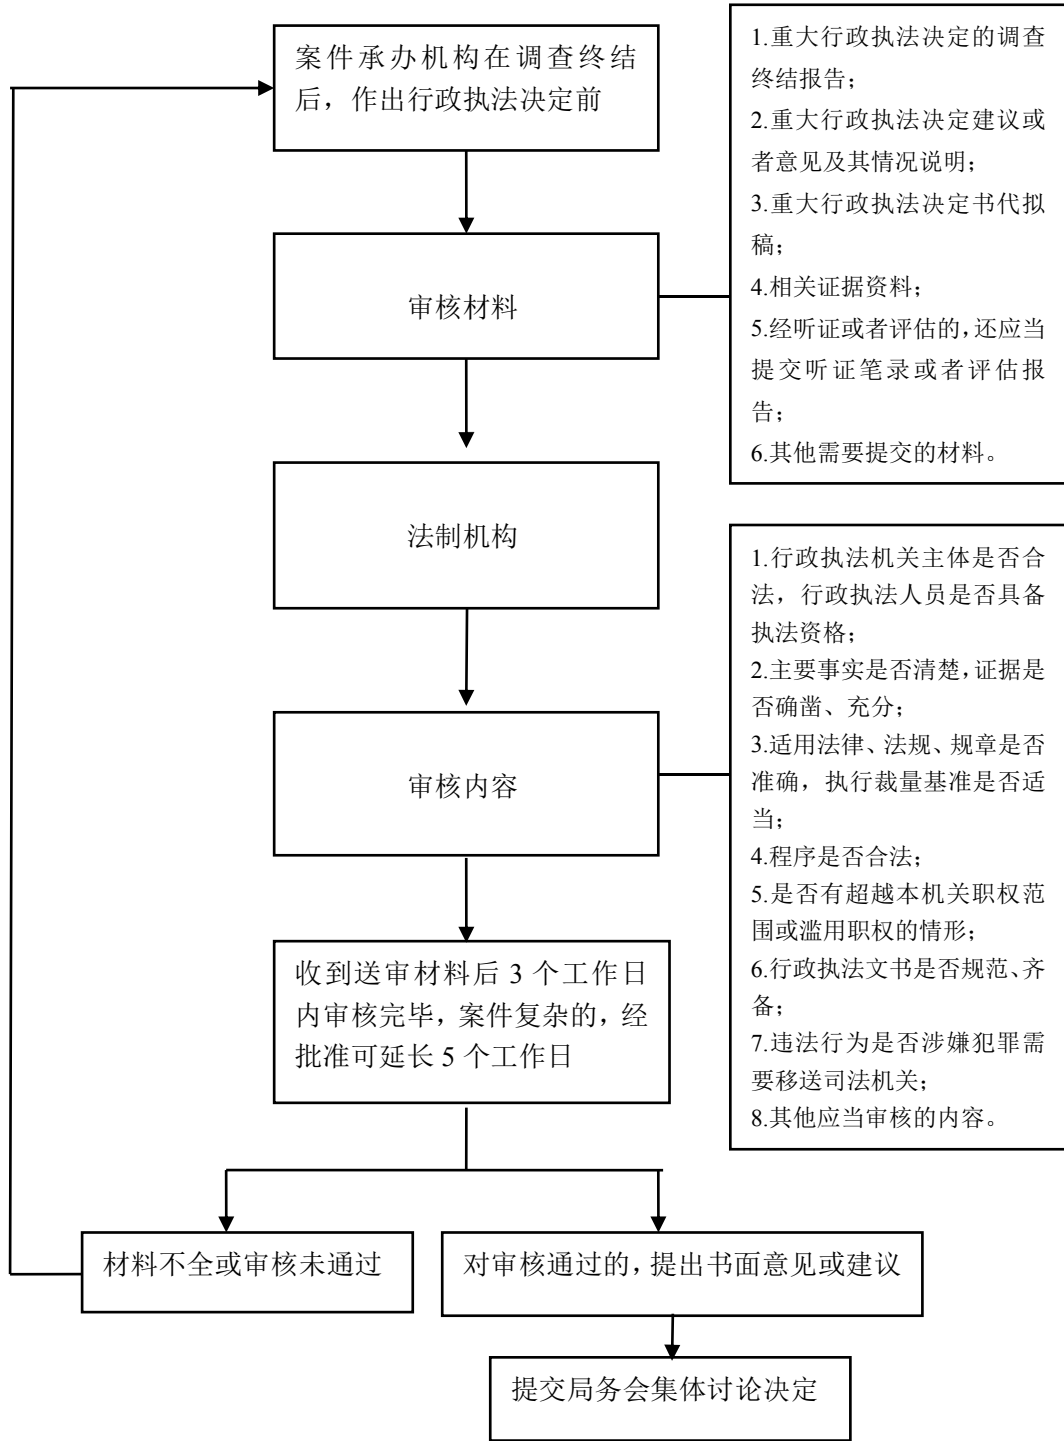 案件承办机构在调查终结
后，作出行政执法决定前
审核材料
1.重大行政执法决定的调查
终结报告；
2.重大行政执法决定建议或
者意见及其情况说明；
3.重大行政执法决定书代拟
稿；
4.相关证据资料；
5.经听证或者评估的，还应当
提交听证笔录或者评估报
告；
6.其他需要提交的材料。
法制机构
审核内容
1.行政执法机关主体是否合
法，行政执法人员是否具备
执法资格；
2.主要事实是否清楚，证据是
否确凿、充分；
3.适用法律、法规、规章是否
准确，执行裁量基准是否适
当；
4.程序是否合法；
5.是否有超越本机关职权范
围或滥用职权的情形；
6.行政执法文书是否规范、齐
备；
7.违法行为是否涉嫌犯罪需
要移送司法机关；
8.其他应当审核的内容。
收到送审材料后 3 个工作日
内审核完毕，案件复杂的，经
批准可延长 5 个工作日
材料不全或审核未通过
对审核通过的，提出书面意见或建议
提交局务会集体讨论决定